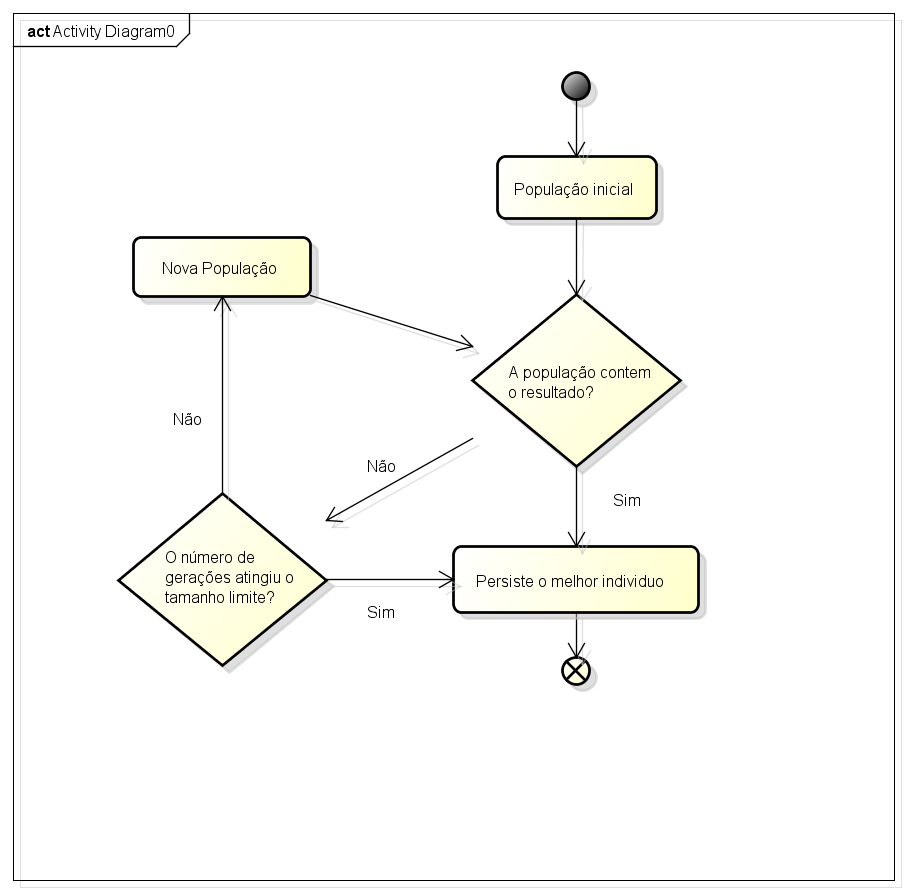 act Activity Diagram0
População inicial
Nova População
A população contem
o resultado?
Não
Não
Sim
O número de
gerações atingiu o
tamanho limite?
Persiste o melhor individuo
Sim